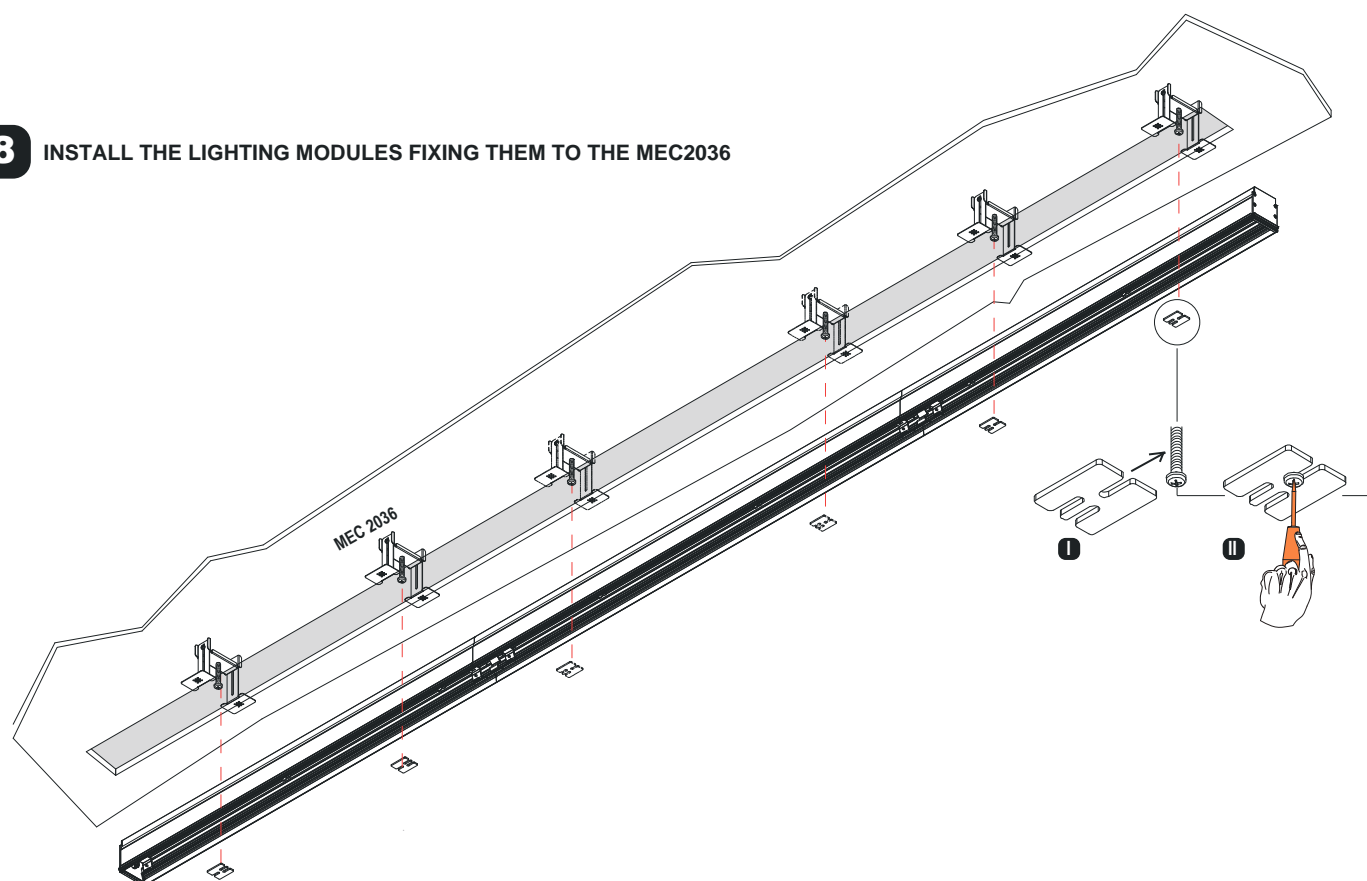 8 INSTALL THE LIGHTING MODULES FIXING THEM TO THE MEC2036
MEC 2036
I
II